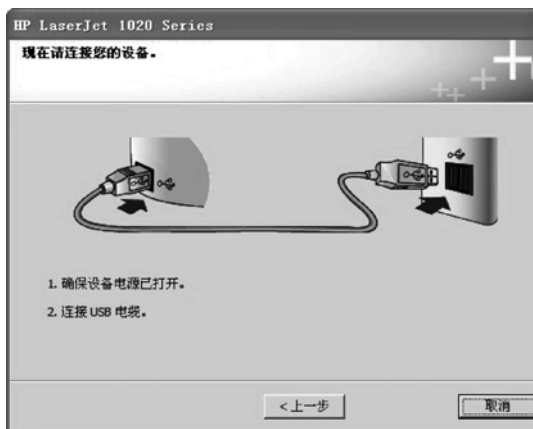 HP LaserJet 1020 Series
现在请连接您的设备。
1. 确保设备电源已打开。
2. 连接 USB 电缆。
<上一步
取消